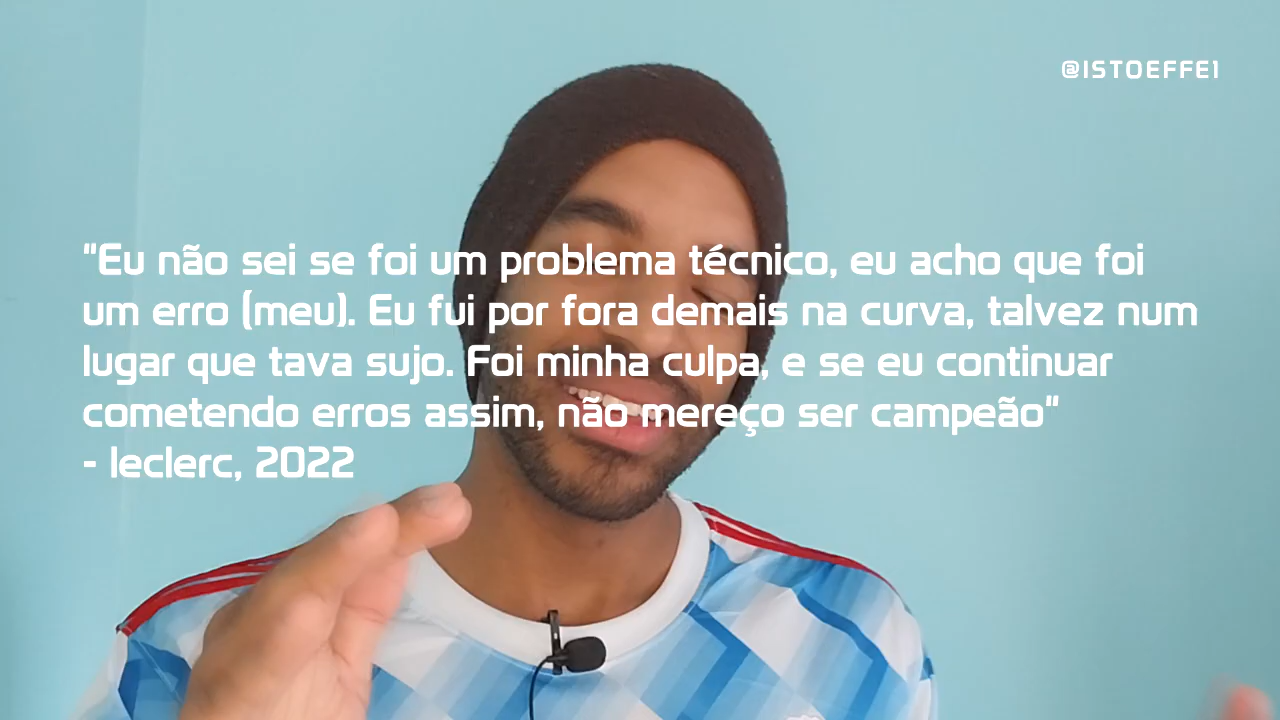 @ISTOEFFE1
"Eu não sei se foi um problema técnico, eu acho que foi
um erro (meu). Eu fui por fora demais na curva, talvez num
lugar que tava sujo. Foi minha culpa, e se eu continuar
cometendo erros assim, não mereço ser campeão"
- leclerc, 2022